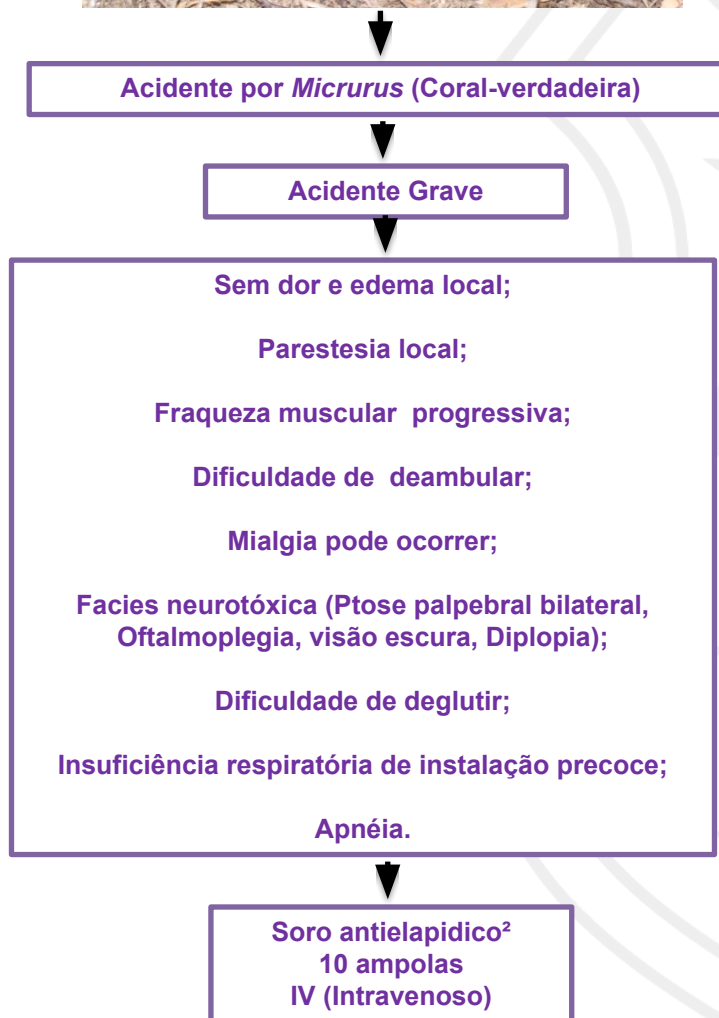 Acidente por Micrurus (Coral-verdadeira)
Acidente Grave
Sem dor e edema local;
Parestesia local;
Fraqueza muscular progressiva;
Dificuldade de deambular;
Mialgia pode ocorrer;
Facies neurotóxica (Ptose palpebral bilateral,
Oftalmoplegia, visão escura, Diplopia);
Dificuldade de deglutir;
Insuficiência respiratória de instalação precoce;
Apnéia.
Soro antielapidico²
10 ampolas
IV (Intravenoso)